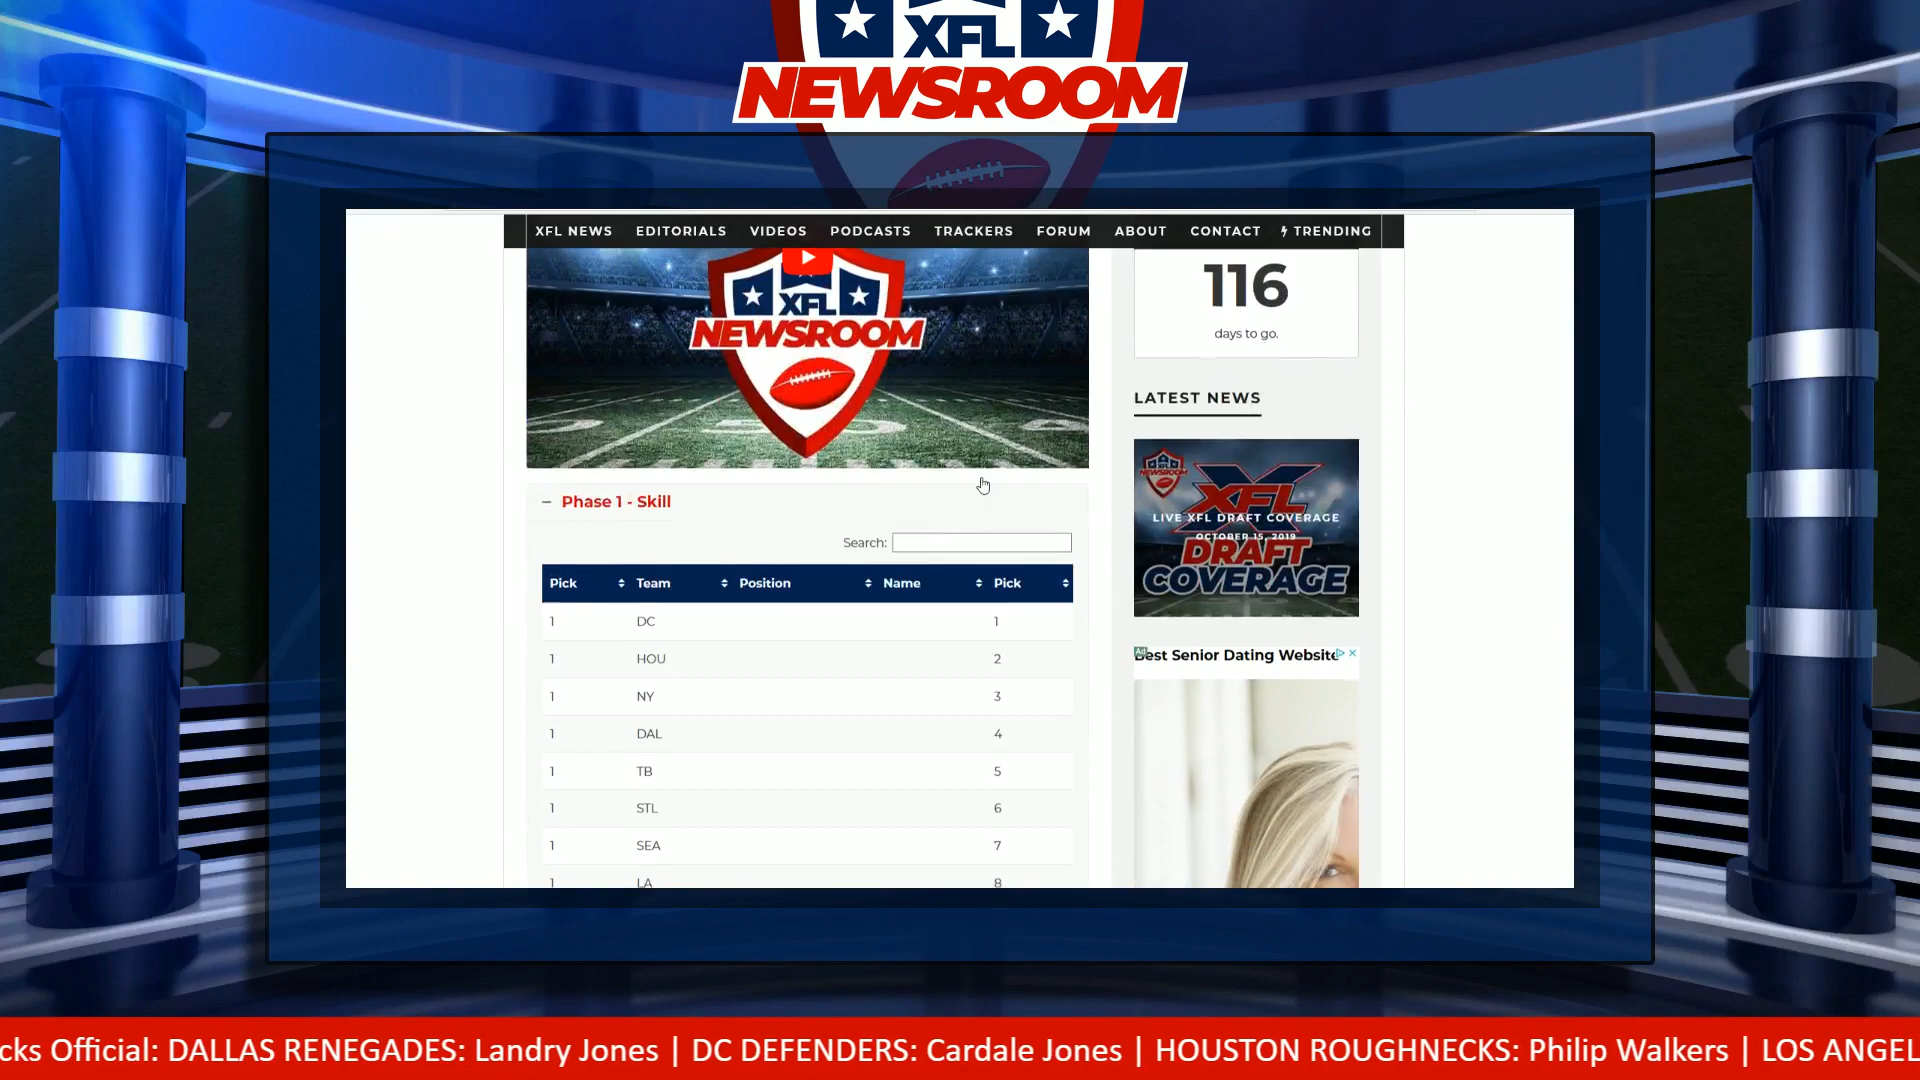 XFL
NEWSROOM
XFL NEWS EDITORIALS VIDEOS PODCASTS TRACKERS FORUM ABOUT CONTACT TRENDING
XFL
NEWSROOM
50 4
116
days to go.
LATEST NEWS
NEWSROOM
XFL
LIVE XFL DRAFT COVERAGE
OCTOBER 15, 2019
DRAFT
COVERAGE
Ad
Best Senior Dating Website
− Phase 1 - Skill
Search:
Pick Team Position Name Pick
1 DC 1
1 HOU 2
1 NY 3
1 DAL 4
1 TB 5
1 STL 6
1 SEA 7
1 LA 8
cks Official: DALLAS RENEGADES: Landry Jones | DC DEFENDERS: Cardale Jones | HOUSTON ROUGHNECKS: Philip Walkers | LOS ANGEL